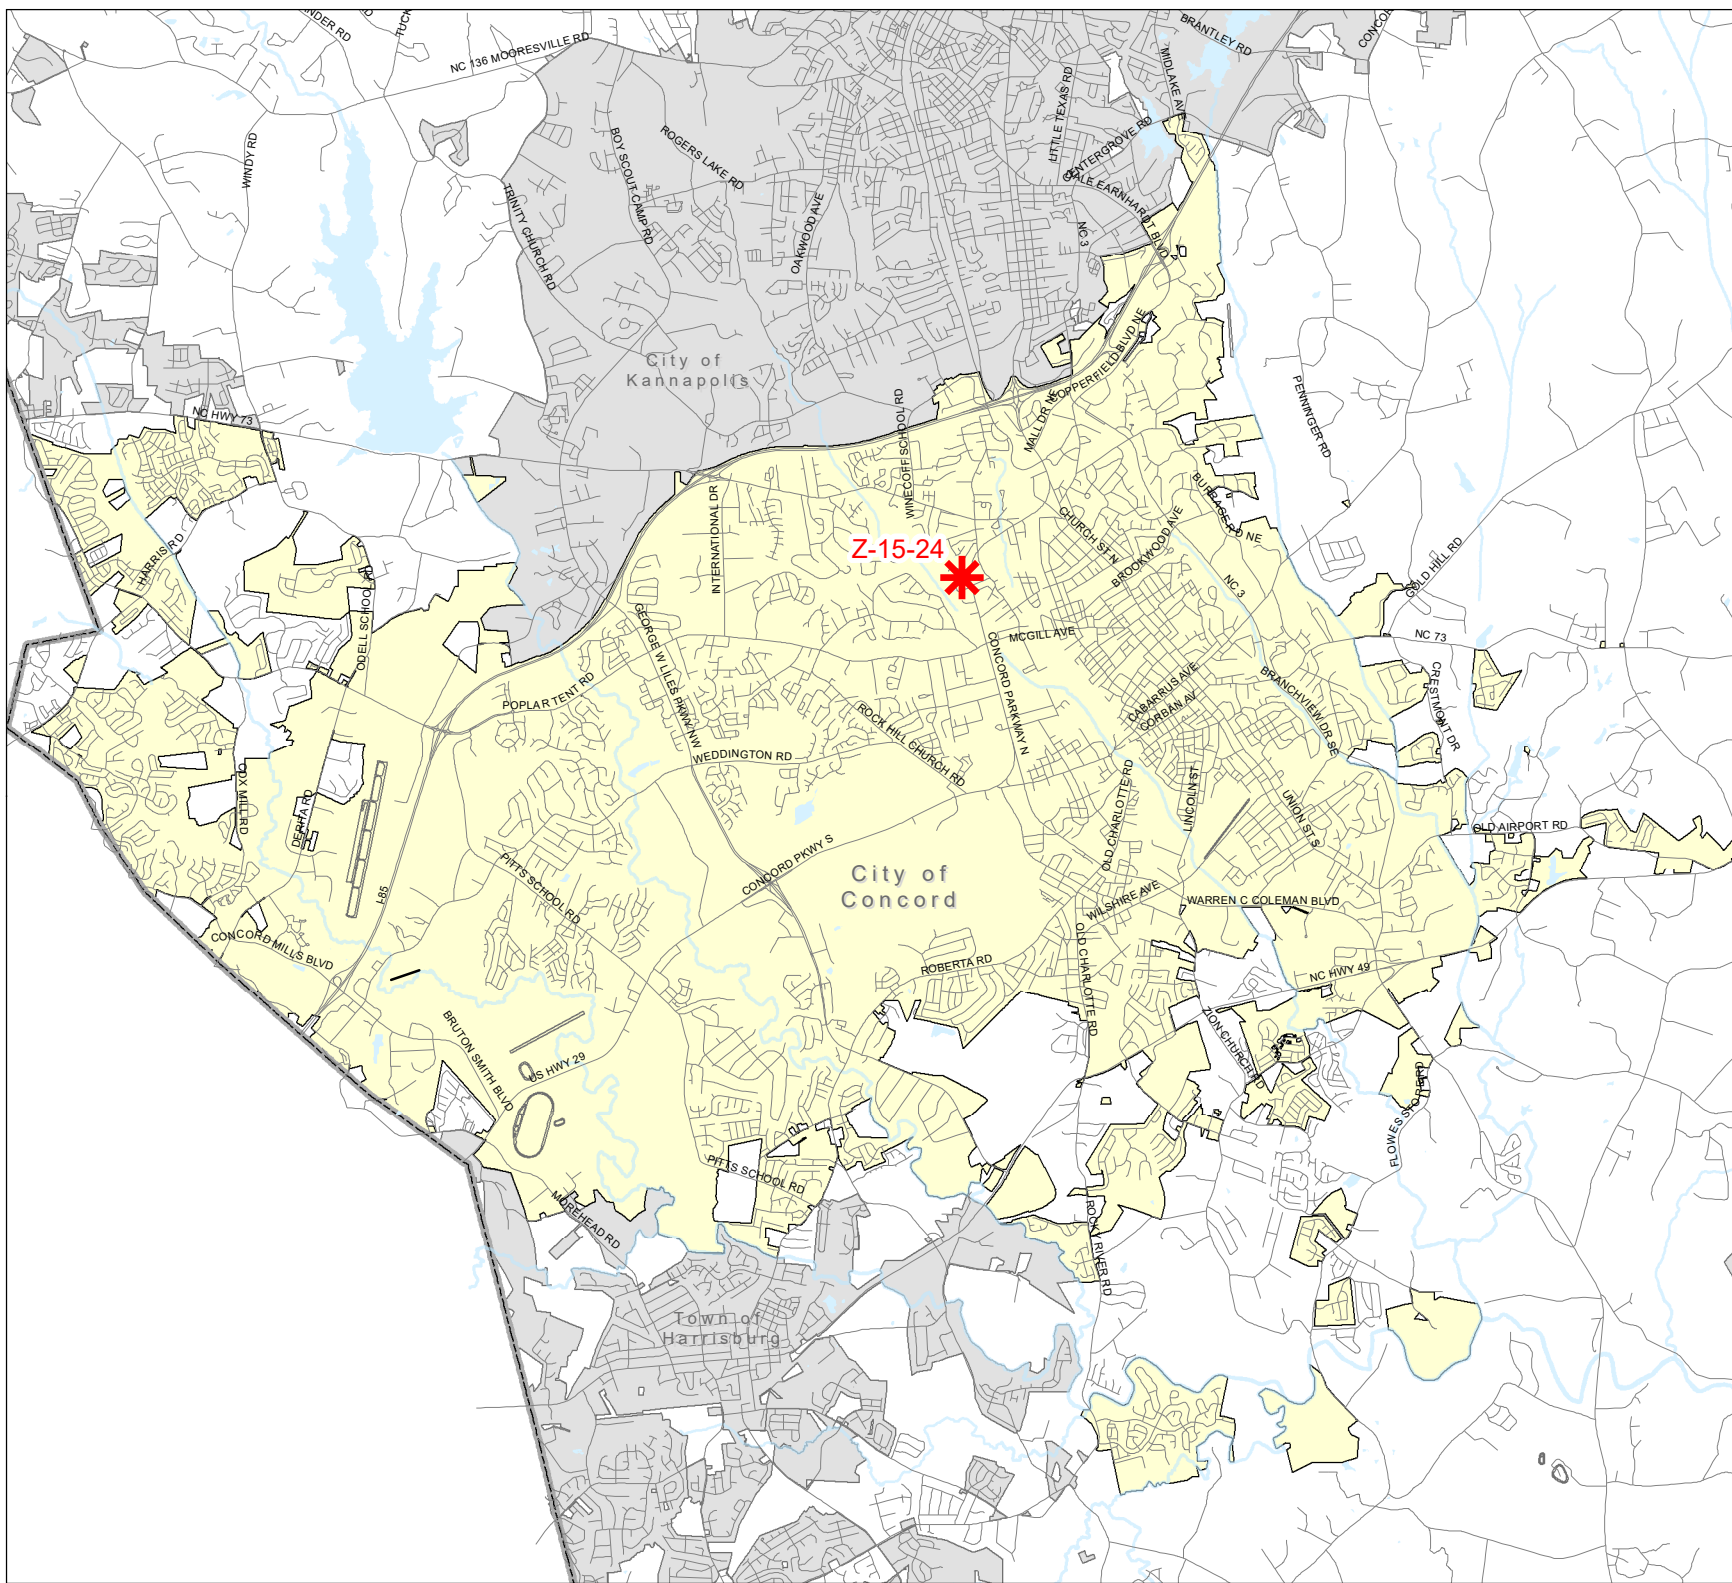 BRANTLEY RD
NC 136 MOORESVILLE RD
MIDLAKE AVE
LITTLE TEXAS RD
WINDY RD
BOY SCOUT CAMP RD
ROGERS LAKE RD
DALE EARNHARDT BLVD
TRINITY CHURCH RD
OAKWOOD AVE
NC 3
City of
Kannapolis
COPPERFIELD BLVD NE
MALL DR NE
PENNINGER RD
NC HWY 73
WINECOFF SCHOOL RD
INTERNATIONAL DR
BURRAGE RD NE
CHURCH ST N
BROOKWOOD AVE
HARRIS RD
Z-15-24
GOLD HILL RD
NC 3
ODELL SCHOOL RD
GEORGE W LILES PKWY NW
MCGILL AVE
NC 73
CONCORD PARKWAY N
CRESTMONT DR
BRANCHVIEW DR SE
POPLAR TENT RD
CABARRUS AVE
CORBAN AV
ROCK HILL CHURCH RD
WEDDINGTON RD
COX MILL RD
DERITA RD
OLD CHARLOTTE RD
LINCOLN ST
UNION ST S
OLD AIRPORT RD
PITTS SCHOOL RD
CONCORD PKWY S
City of
Concord
I-85
WILSHIRE AVE
WARREN C COLEMAN BLVD
CONCORD MILLS BLVD
ROBERTA RD
OLD CHARLOTTE RD
NC HWY 49
BRUTON SMITH BLVD
US HWY 29
ZION CHURCH RD
FLOWES STORE RD
PITTS SCHOOL RD
MOREHEAD RD
ROCKY RIVER RD
Town of
Harrisburg